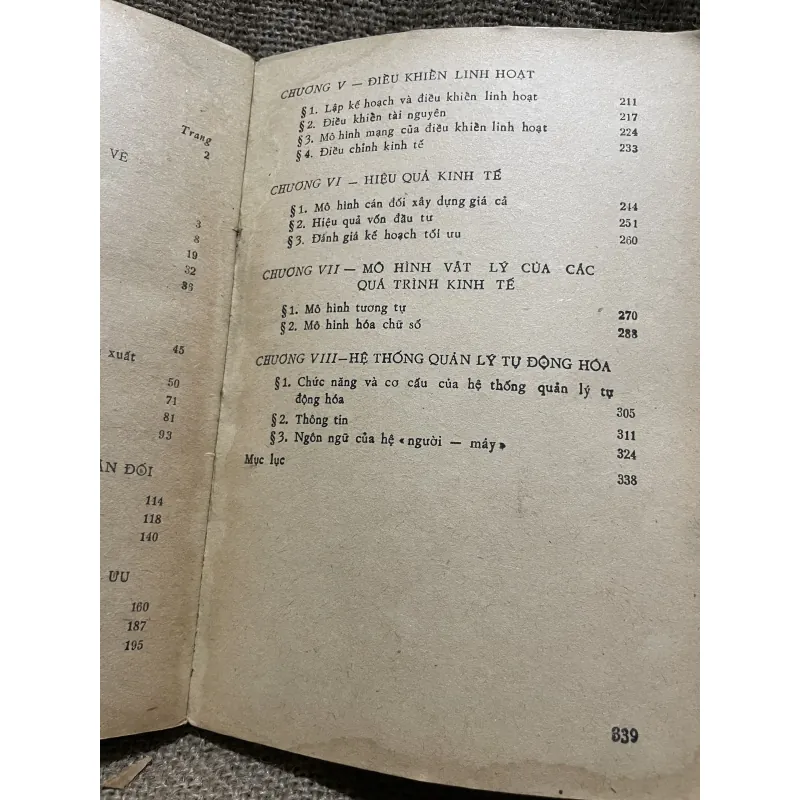 Trang
2
VỀ
3
8
19
32
86
xuất
45
50
71
81
93
ĐỐI
114
118
140
ƯU
160
187
195
CHƯƠNG V — ĐIỀU KHIỂN LINH HOẠT
§ 1. Lập kế hoạch và điều khiển linh hoạt 211
§ 2. Điều khiển tài nguyên 217
§ 3. Mô hình mạng của điều khiển linh hoạt 224
§ 4. Điều chỉnh kinh tế 233
CHƯƠNG VI — HIỆU QUẢ KINH TẾ
§ 1. Mô hình cán đối xây dựng giá cả 244
§ 2. Hiệu quả vốn đầu tư 251
§ 3. Đánh giá kế hoạch tối ưu 260
CHƯƠNG VII — MÔ HÌNH VẬT LÝ CỦA CÁC
QUÁ TRÌNH KINH TẾ
§ 1. Mô hình tương tự 270
§ 2. Mô hình hóa chữ số 288
CHƯƠNG VIII — HỆ THỐNG QUẢN LÝ TỰ ĐỘNG HÓA
§ 1. Chức năng và cơ cấu của hệ thống quản lý tự
động hóa 305
§ 2. Thông tin 311
§ 3. Ngôn ngữ của hệ «người — máy» 324
Mục lục 338
339